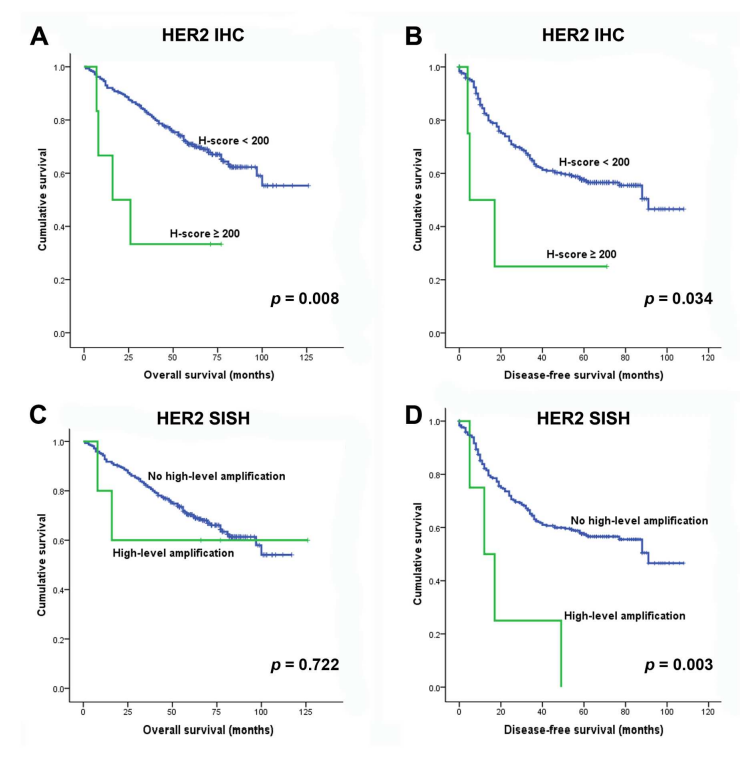 A
HER2 IHC
1.0
0.8
0.6
0.4
0.2
0.0
Cumulative survival
H-score < 200
H-score ≥ 200
p = 0.008
0 25 50 75 100 125
Overall survival (months)
B
HER2 IHC
1.0
0.8
0.6
0.4
0.2
0.0
Cumulative survival
H-score < 200
H-score ≥ 200
p = 0.034
0 20 40 60 80 100 120
Disease-free survival (months)
C
HER2 SISH
1.0
0.8
0.6
0.4
0.2
0.0
Cumulative survival
No high-level amplification
High-level amplification
p = 0.722
0 25 50 75 100 125
Overall survival (months)
D
HER2 SISH
1.0
0.8
0.6
0.4
0.2
0.0
Cumulative survival
No high-level amplification
High-level amplification
p = 0.003
0 20 40 60 80 100 120
Disease-free survival (months)